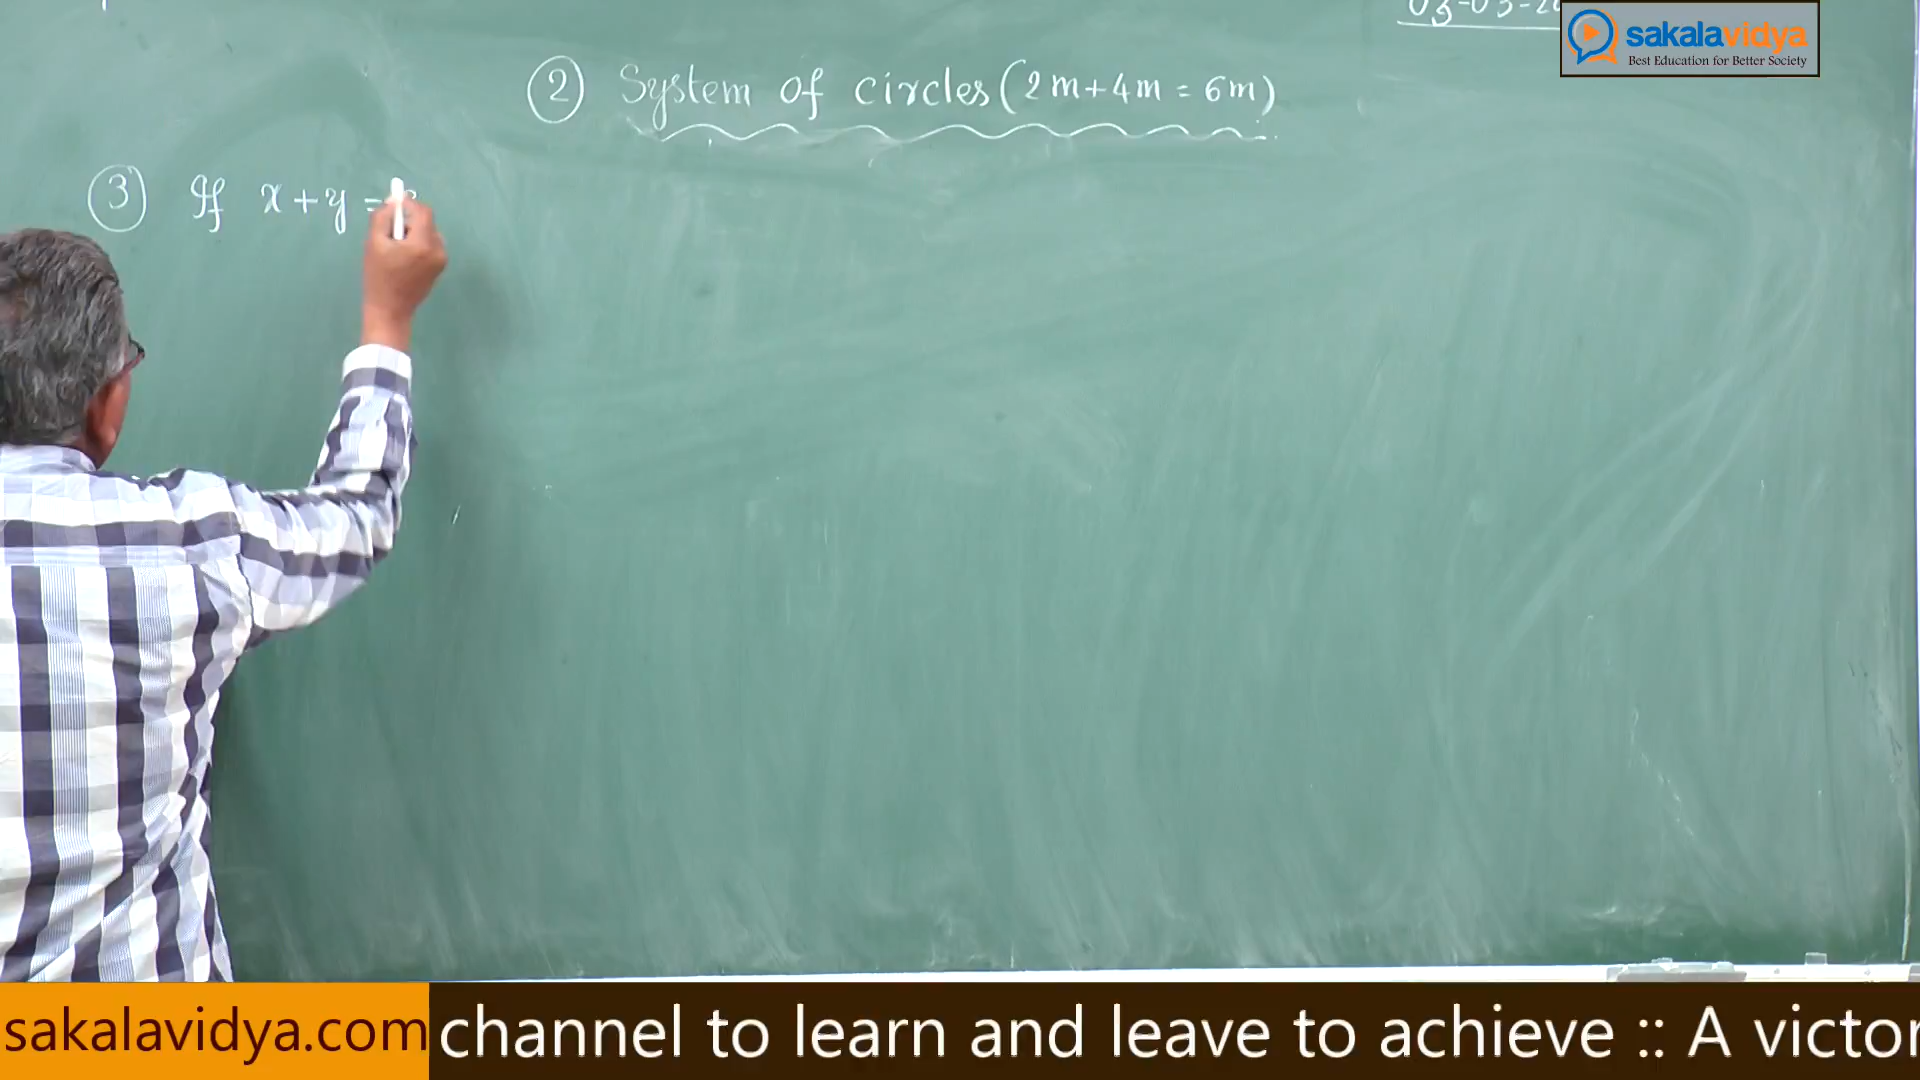 sakalavidya
Best Education for Better Society
② System of circles (2m+4m=6m)
③ If x+y=
sakalavidya.com channel to learn and leave to achieve :: A victor